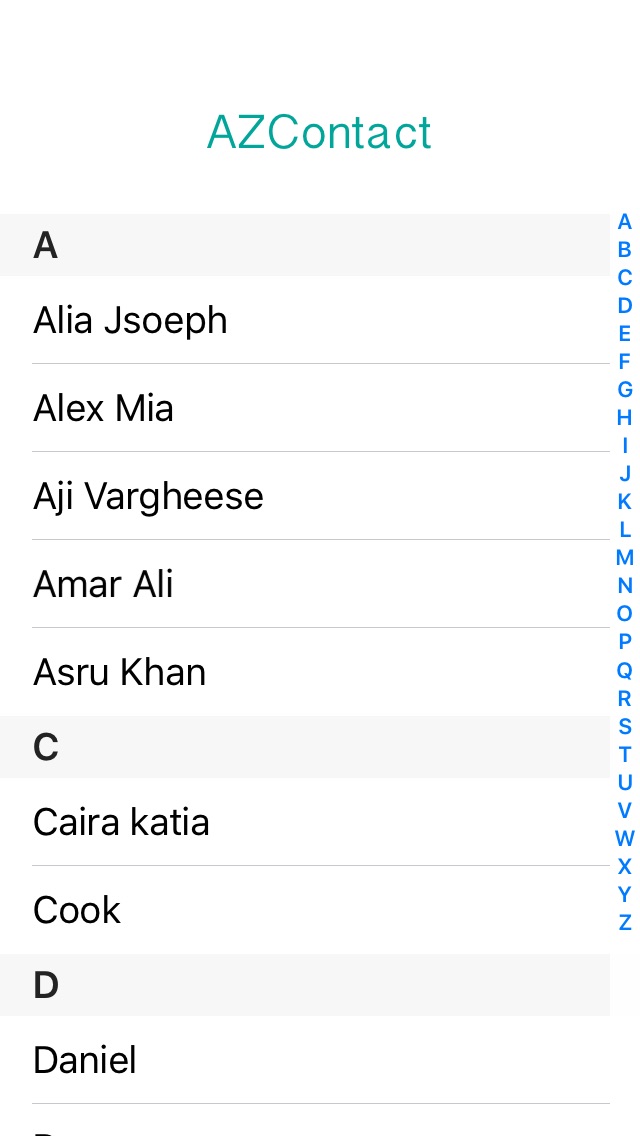 AZContact
A
Alia Jsoeph
Alex Mia
Aji Vargheese
Amar Ali
Asru Khan
C
Caira katia
Cook
D
Daniel
A
B
C
D
E
F
G
H
I
J
K
L
M
N
O
P
Q
R
S
T
U
V
W
X
Y
Z